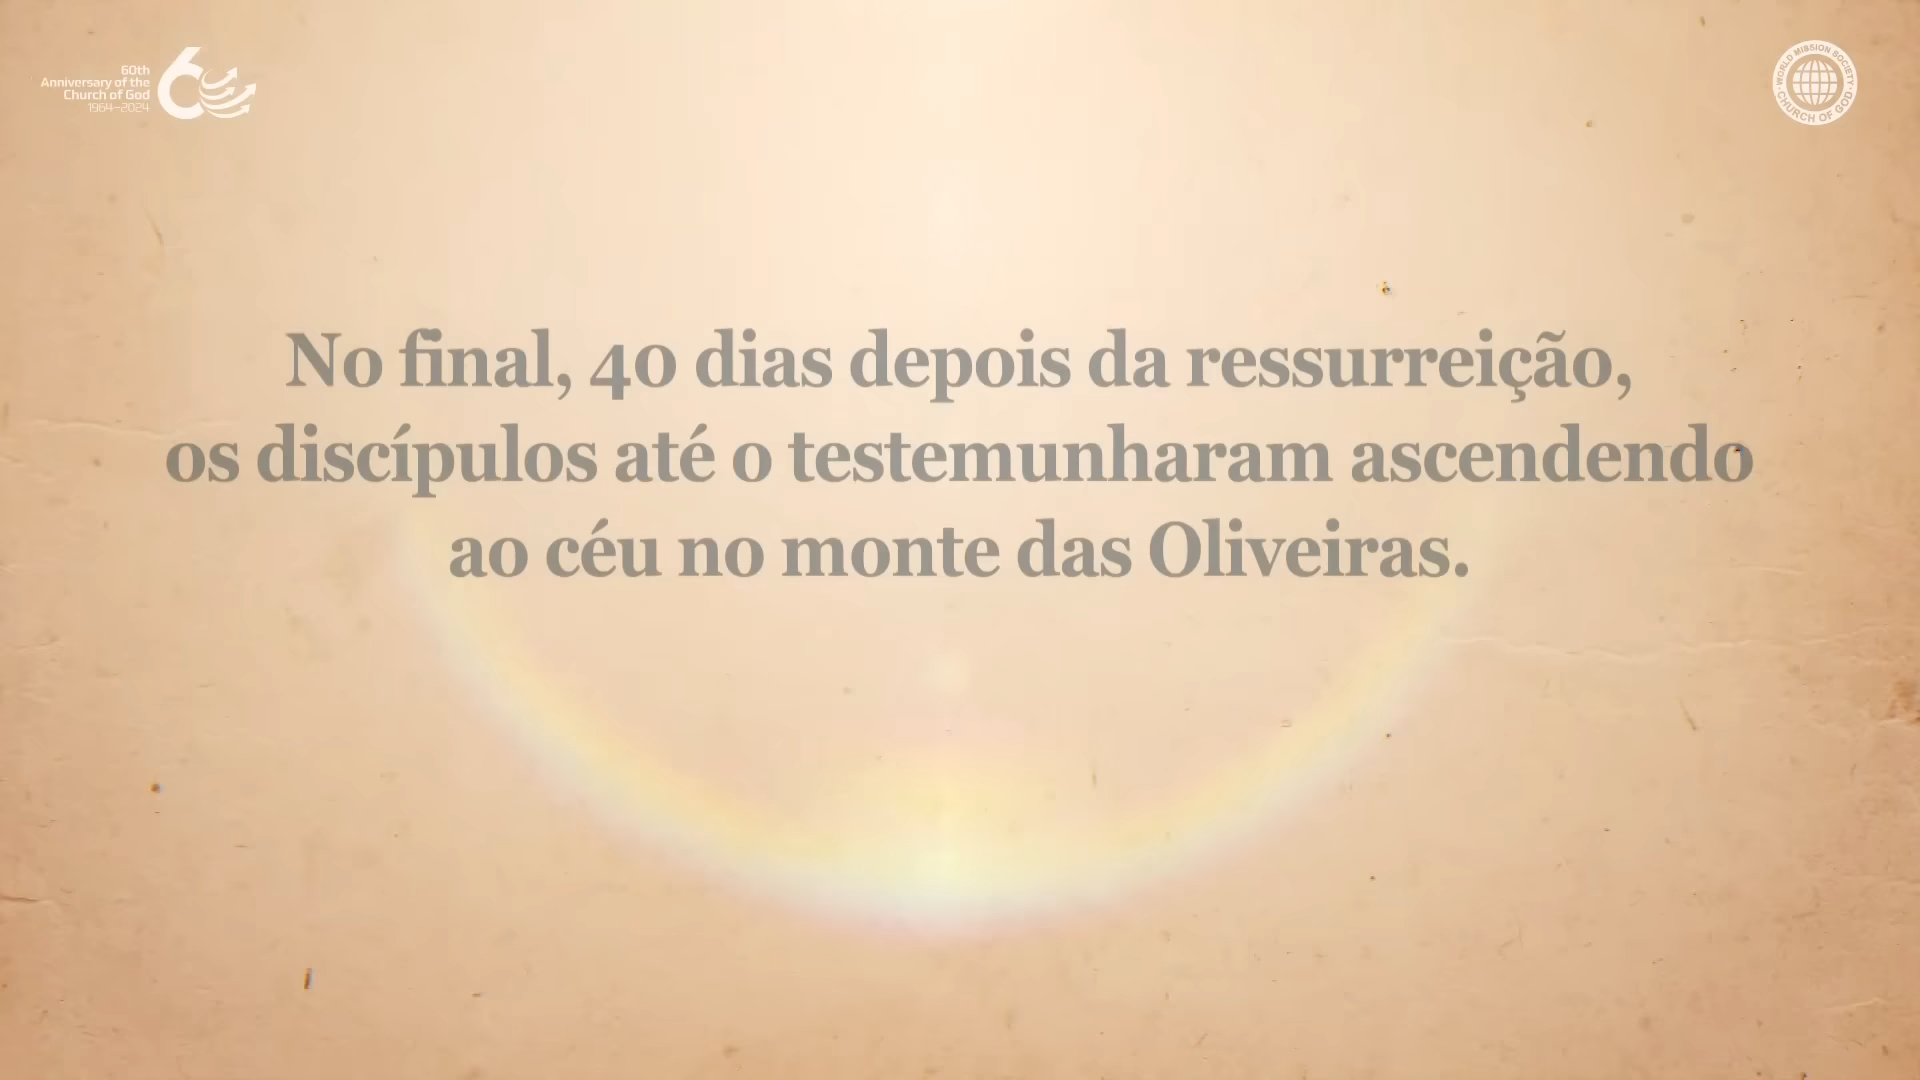 60th
Anniversary of the
Church of God
1964–2024
60
WORLD MISSION SOCIETY
CHURCH OF GOD
No final, 40 dias depois da ressurreição,
os discípulos até o testemunharam ascendendo
ao céu no monte das Oliveiras.